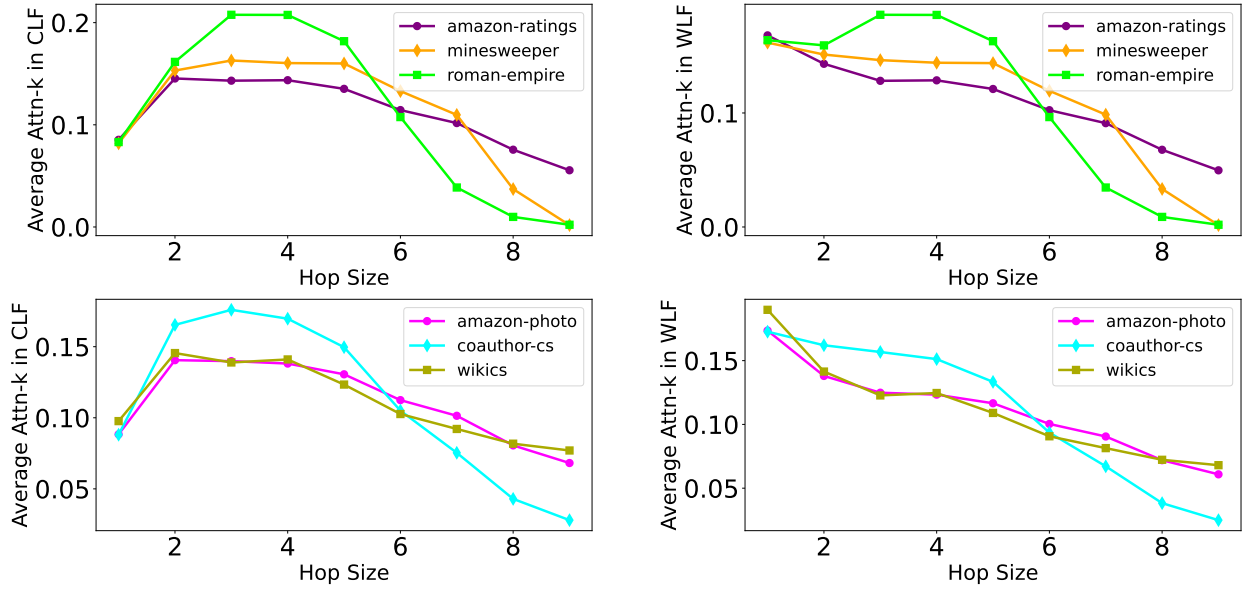 Average Attn-k in CLF
0.2
0.1
0.0
2
4
6
8
Hop Size
amazon-ratings
minesweeper
roman-empire
Average Attn-k in WLF
0.1
0.0
2
4
6
8
Hop Size
amazon-ratings
minesweeper
roman-empire
Average Attn-k in CLF
0.15
0.10
0.05
2
4
6
8
Hop Size
amazon-photo
coauthor-cs
wikics
Average Attn-k in WLF
0.15
0.10
0.05
2
4
6
8
Hop Size
amazon-photo
coauthor-cs
wikics